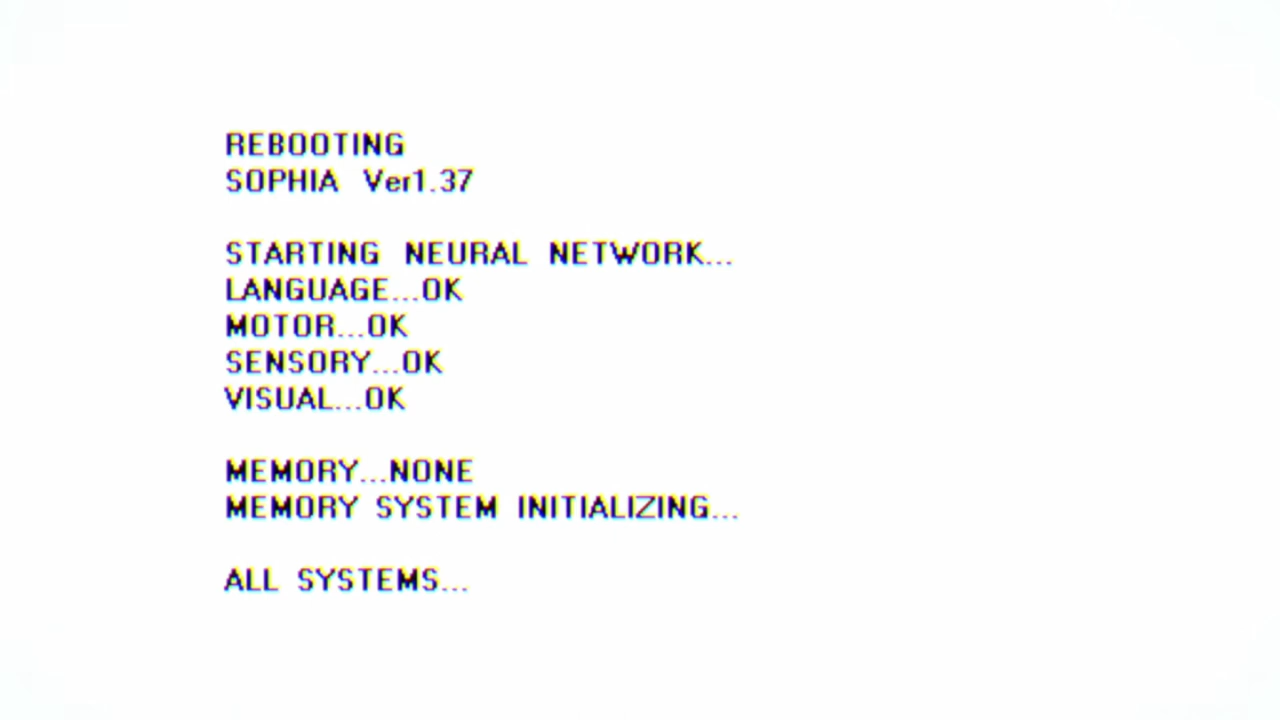 REBOOTING
SOPHIA Ver1.37
STARTING NEURAL NETWORK...
LANGUAGE...OK
MOTOR...OK
SENSORY...OK
VISUAL...OK
MEMORY...NONE
MEMORY SYSTEM INITIALIZING...
ALL SYSTEMS...